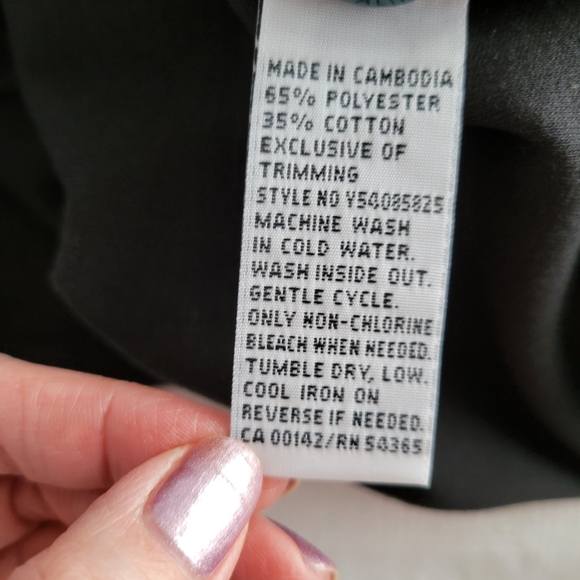 MADE IN CAMBODIA
65% POLYESTER
35% COTTON
EXCLUSIVE OF
TRIMMING
STYLE NO Y54085825
MACHINE WASH
IN COLD WATER.
WASH INSIDE OUT.
GENTLE CYCLE.
ONLY NON-CHLORINE
BLEACH WHEN NEEDED.
TUMBLE DRY, LOW.
COOL IRON ON
REVERSE IF NEEDED.
CA 00142/RN 54365